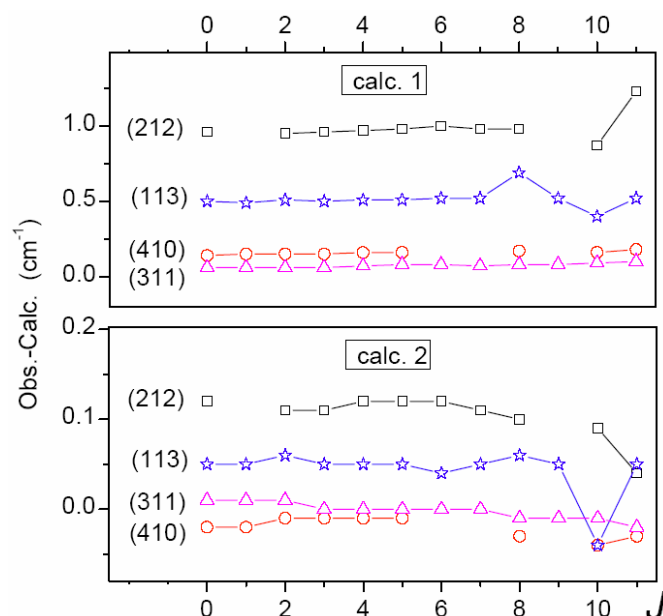 0 2 4 6 8 10
calc. 1
(212)
1.0
(113)
0.5
(410)
(311)
0.0
Obs.-Calc. (cm⁻¹)
0.2
calc. 2
(212)
0.1
(113)
(311)
0.0
(410)
0 2 4 6 8 10
J